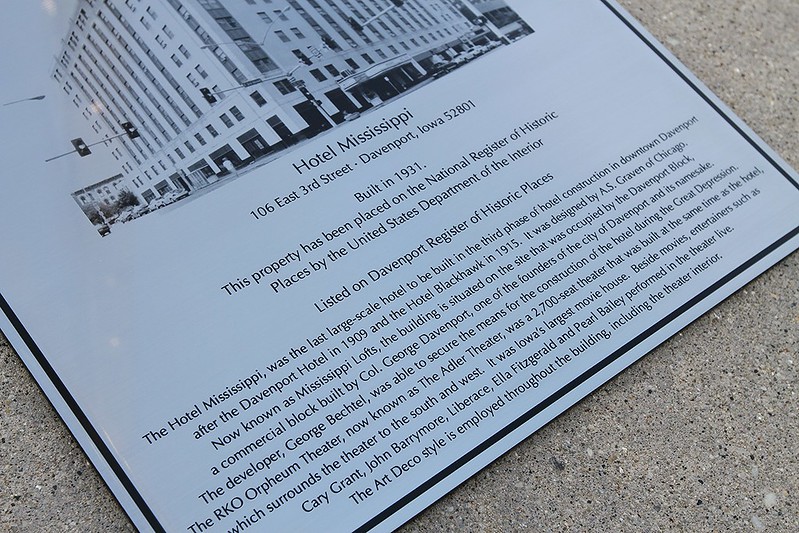 Hotel Mississippi
106 East 3rd Street · Davenport, Iowa 52801
Built in 1931.
This property has been placed on the National Register of Historic
Places by the United States Department of the Interior
Listed on Davenport Register of Historic Places
The Hotel Mississippi, was the last large-scale hotel to be built in the third phase of hotel construction in downtown Davenport
after the Davenport Hotel in 1909 and the Hotel Blackhawk in 1915. It was designed by A.S. Graven of Chicago.
Now known as Mississippi Lofts, the building is situated on the site that was occupied by the Davenport Block,
a commercial block built by Col. George Davenport, one of the founders of the city of Davenport and its namesake.
The developer, George Bechtel, was able to secure the means for the construction of the hotel during the Great Depression.
The RKO Orpheum Theater, now known as The Adler Theater, was a 2,700-seat theater that was built at the same time as the hotel,
which surrounds the theater to the south and west. It was Iowa's largest movie house. Beside movies, entertainers such as
Cary Grant, John Barrymore, Liberace, Ella Fitzgerald and Pearl Bailey performed in the theater live.
The Art Deco style is employed throughout the building, including the theater interior.